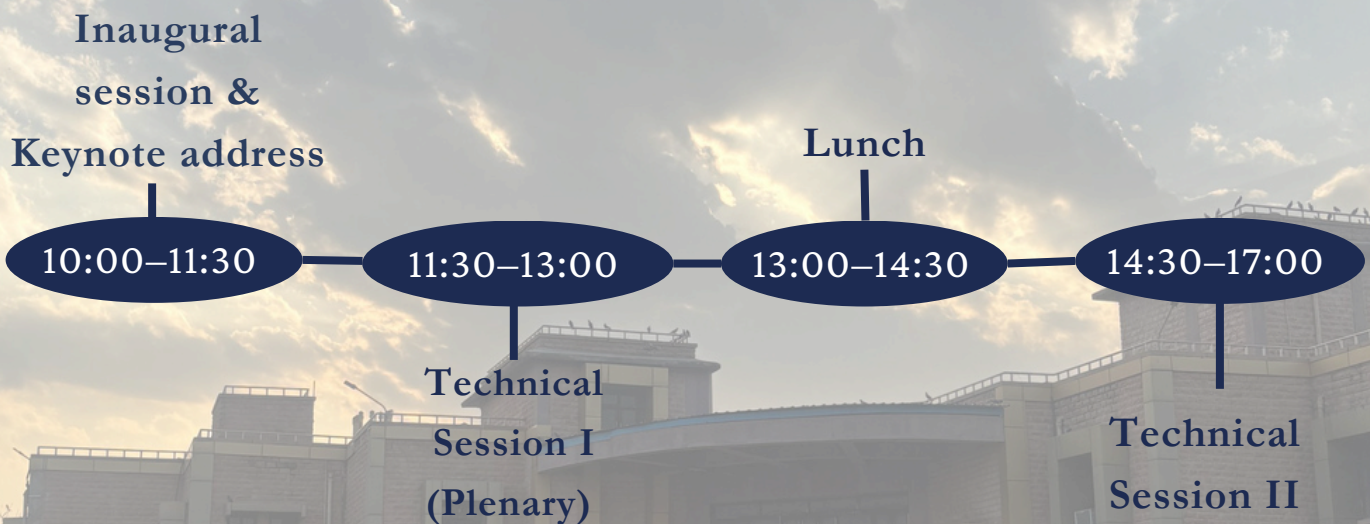 Inaugural
session &
Keynote address
10:00–11:30
11:30–13:00
Technical
Session I
(Plenary)
Lunch
13:00–14:30
14:30–17:00
Technical
Session II